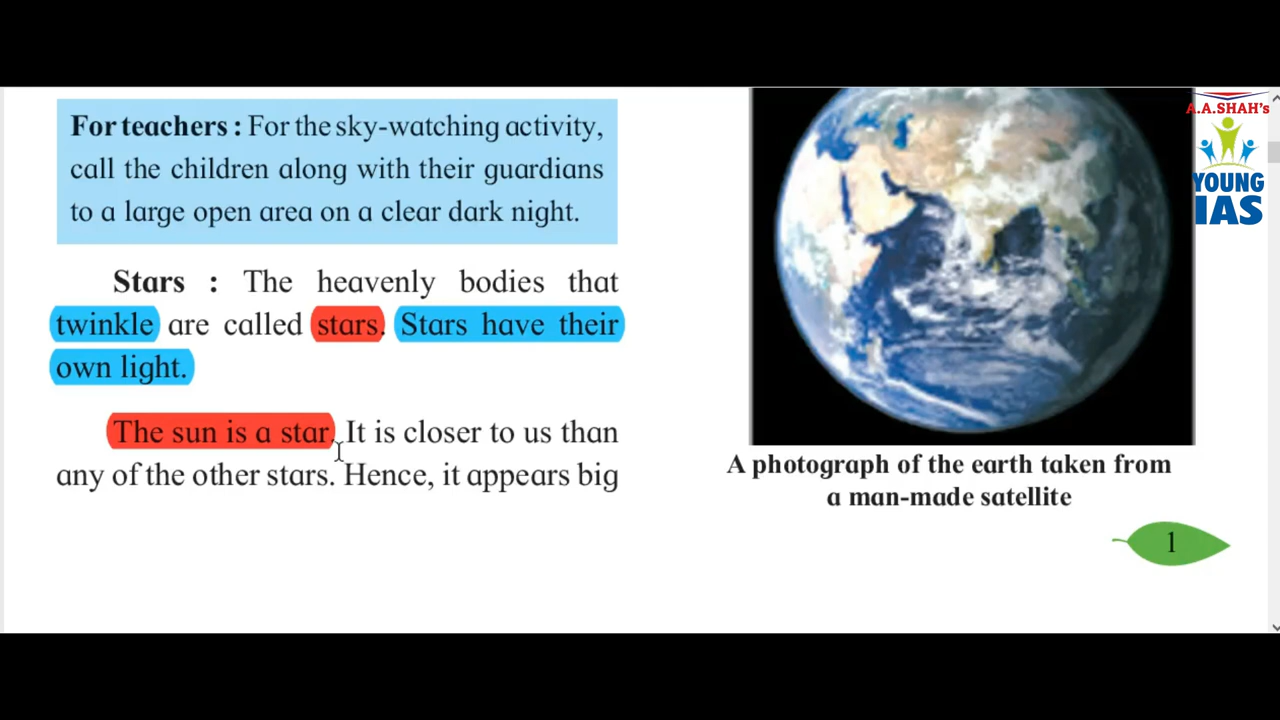 For teachers : For the sky-watching activity,
call the children along with their guardians
to a large open area on a clear dark night.
Stars : The heavenly bodies that
twinkle are called stars. Stars have their
own light.
The sun is a star. It is closer to us than
any of the other stars. Hence, it appears big
A photograph of the earth taken from
a man-made satellite
1
A.A.SHAH's
YOUNG
IAS